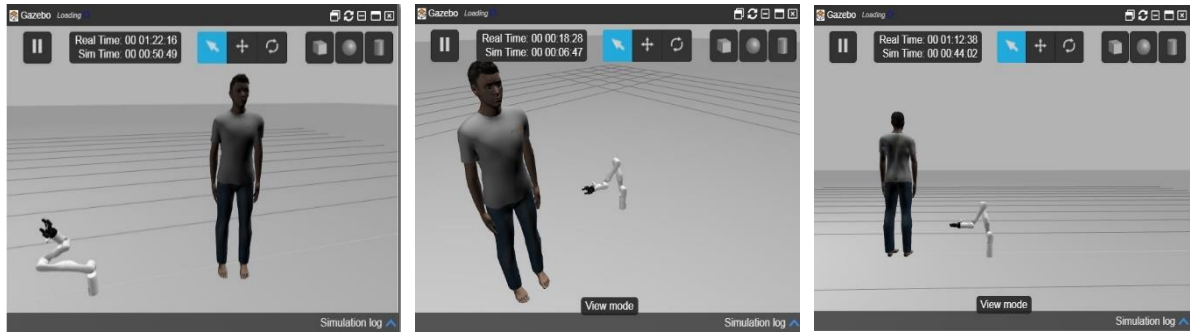 Gazebo Loading
Real Time: 00 01:22:16
Sim Time: 00 00:50:49
Simulation log
Gazebo Loading
Real Time: 00 00:18:28
Sim Time: 00 00:06:47
View mode
Simulation log
Gazebo Loading
Real Time: 00 01:12:38
Sim Time: 00 00:44:02
View mode
Simulation log